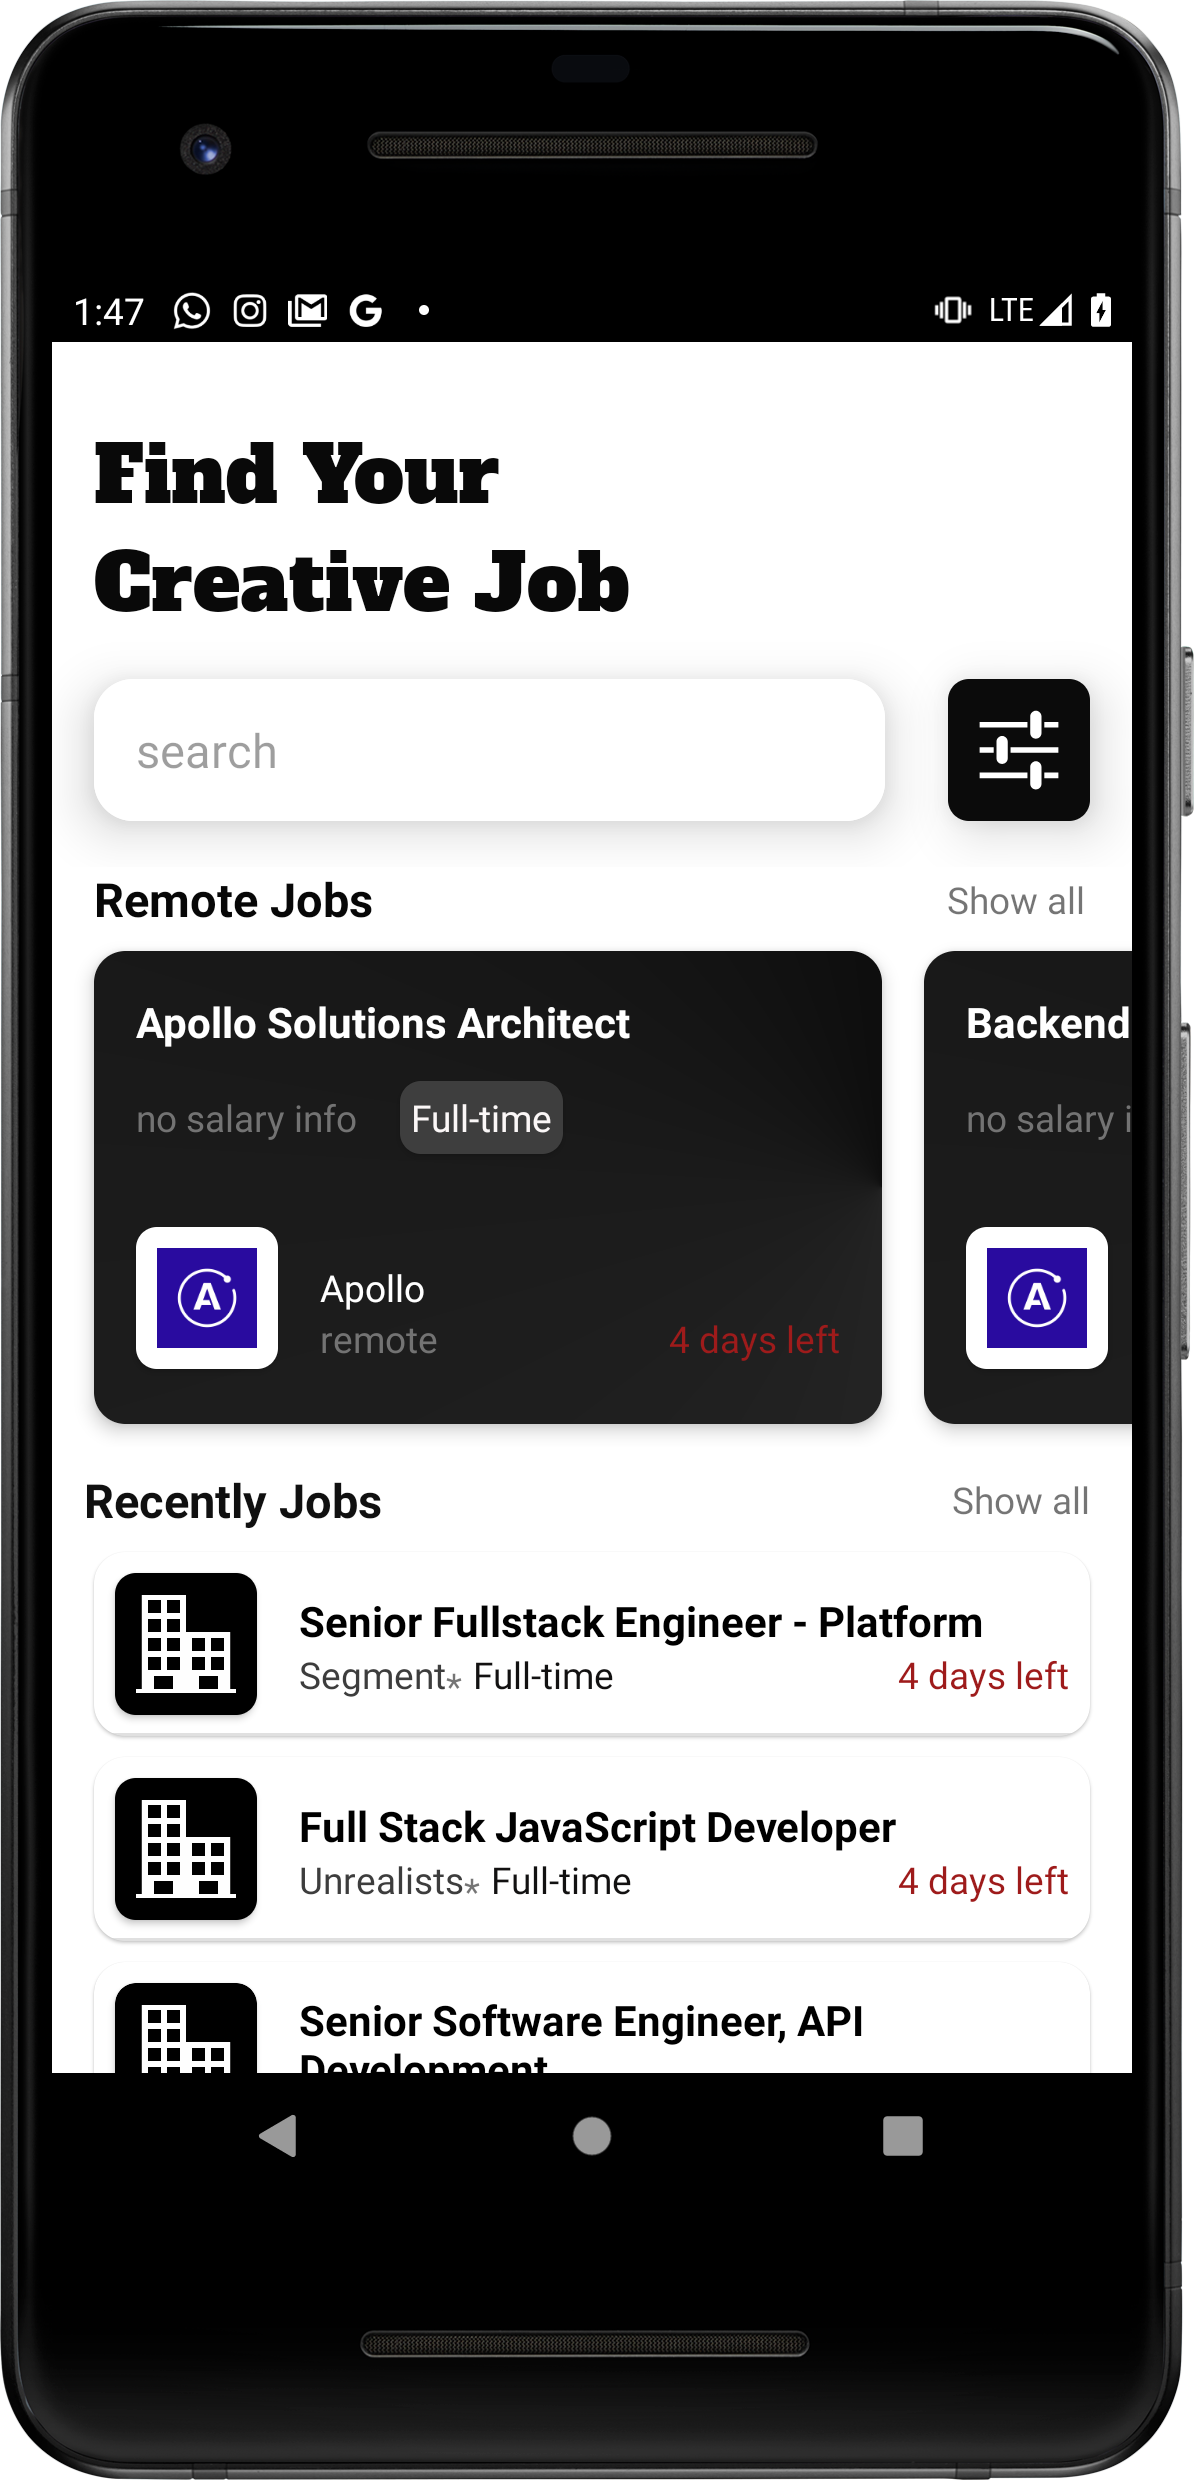 1:47
LTE
Find Your
Creative Job
search
Remote Jobs
Show all
Apollo Solutions Architect
no salary info
Full-time
A
Apollo
remote
4 days left
Backend
no salary i
A
Recently Jobs
Show all
Senior Fullstack Engineer - Platform
Segment* Full-time
4 days left
Full Stack JavaScript Developer
Unrealists* Full-time
4 days left
Senior Software Engineer, API
Development